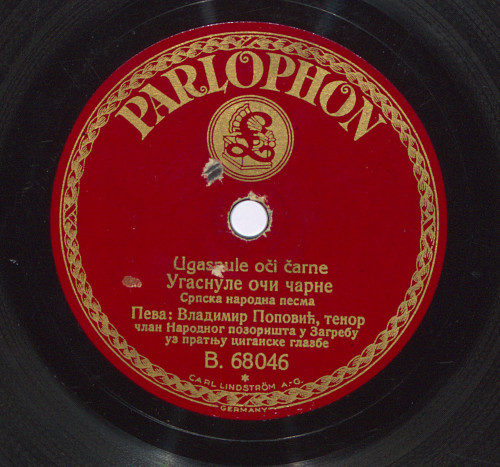 PARLOPHON
£
Ugasnule oči čarne
Угаснуле очи чарне
Српска народна песма
Пева: Владимир Поповић, тенор
члан Народног позоришта у Загребу
уз пратњу циганске глазбе
B. 68046
*
CARL LINDSTRÖM A.-G.
GERMANY